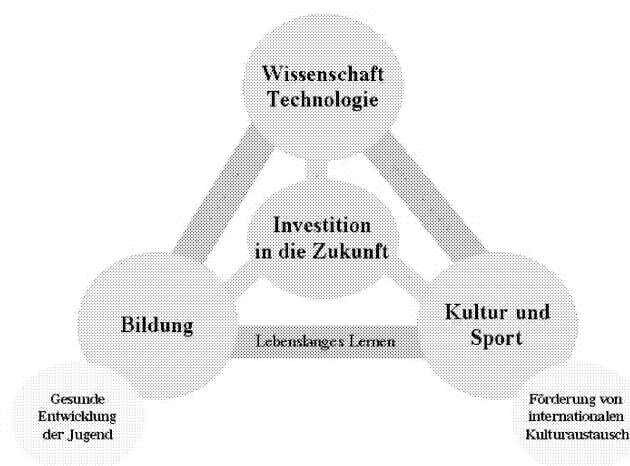 Wissenschaft
Technologie
Investition
in die Zukunft
Bildung
Kultur und
Sport
Lebenslanges Lernen
Gesunde
Entwicklung
der Jugend
Förderung von
internationalen
Kulturaustausch